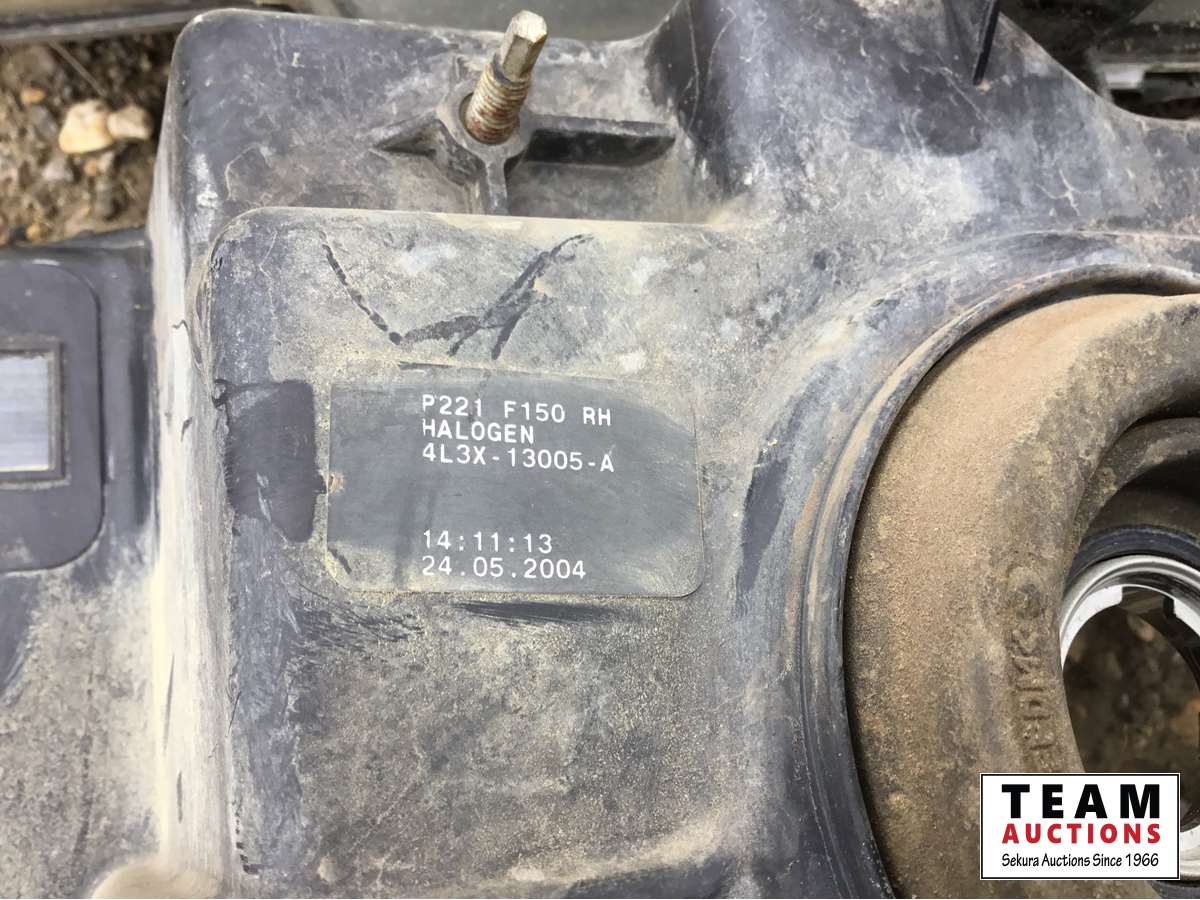 P221 F150 RH
HALOGEN
4L3X-13005-A
14:11:13
24.05.2004
TEAM
AUCTIONS
Sekura Auctions Since 1966